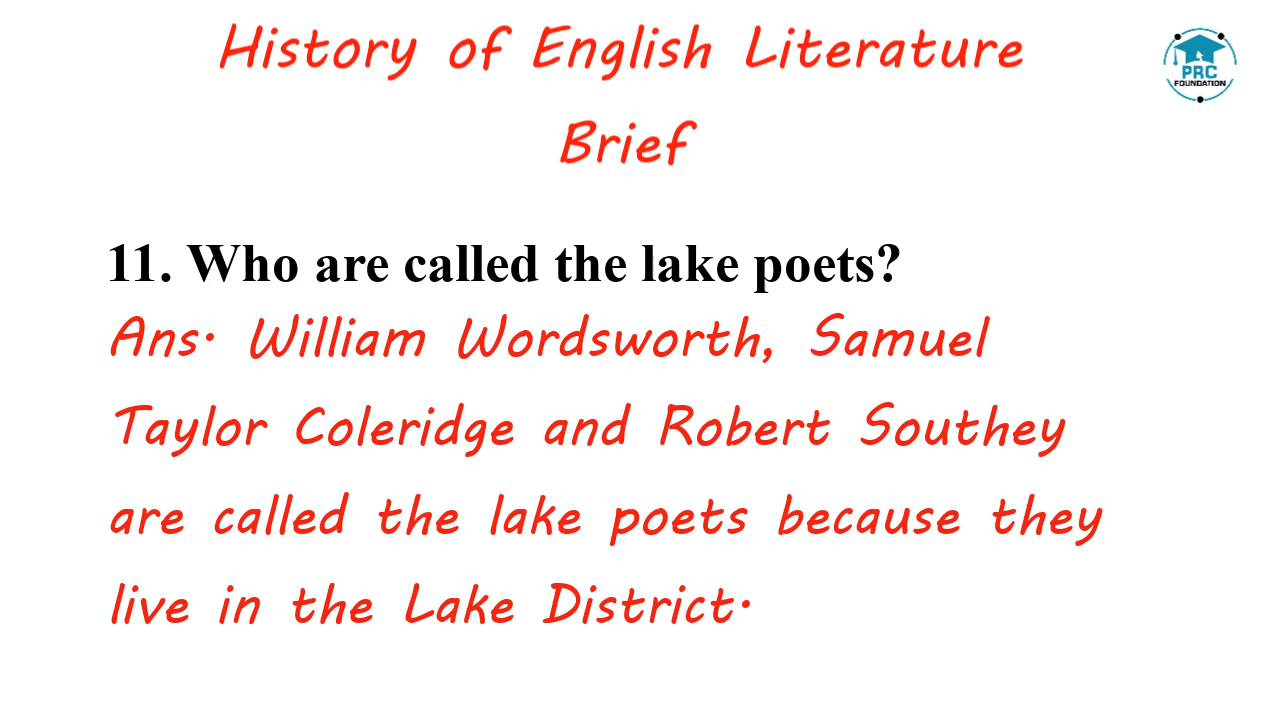 History of English Literature
Brief
PRC
FOUNDATION
11. Who are called the lake poets?
Ans. William Wordsworth, Samuel
Taylor Coleridge and Robert Southey
are called the lake poets because they
live in the Lake District.